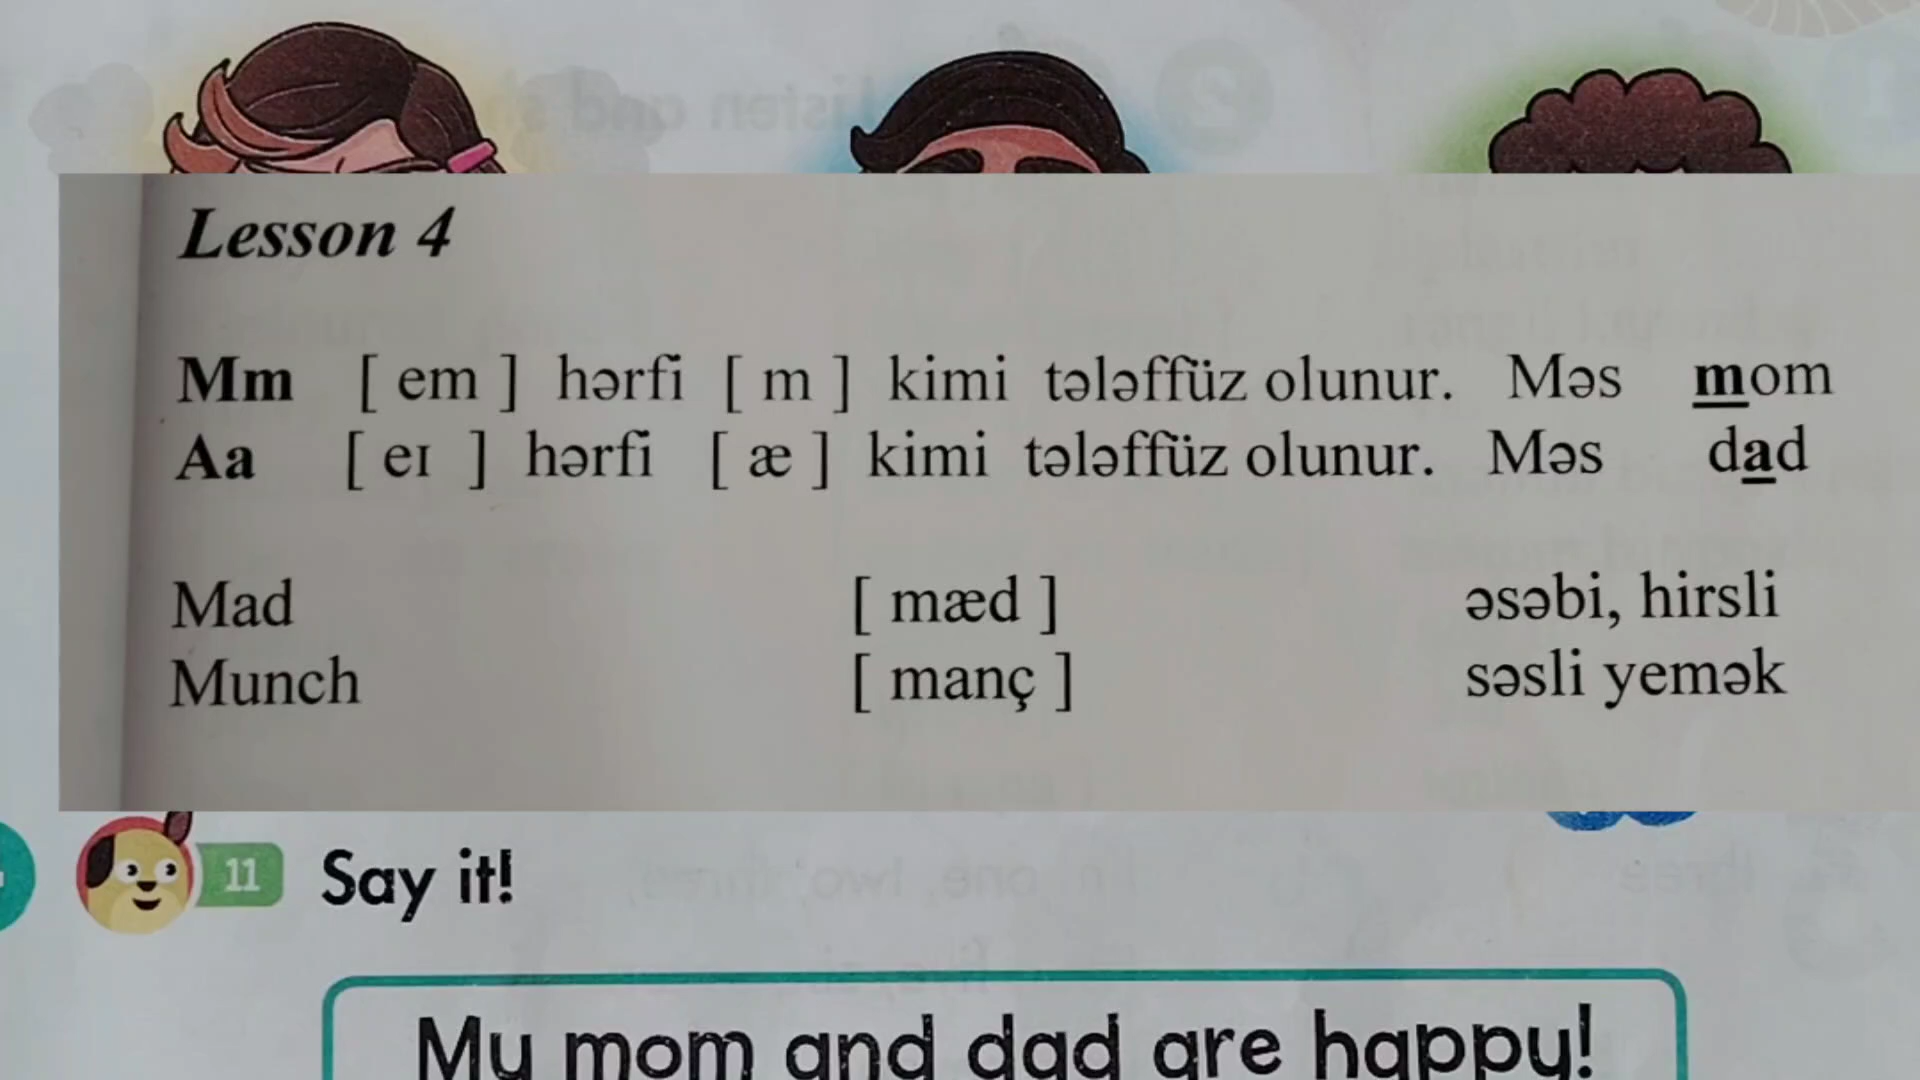 Lesson 4
Mm [ em ] hərfi [ m ] kimi tələffüz olunur. Məs mom
Aa [ eɪ ] hərfi [ æ ] kimi tələffüz olunur. Məs dad
Mad [ mæd ] əsəbi, hirsli
Munch [ manç ] səsli yemək
11 Say it!
My mom and dad are happy!